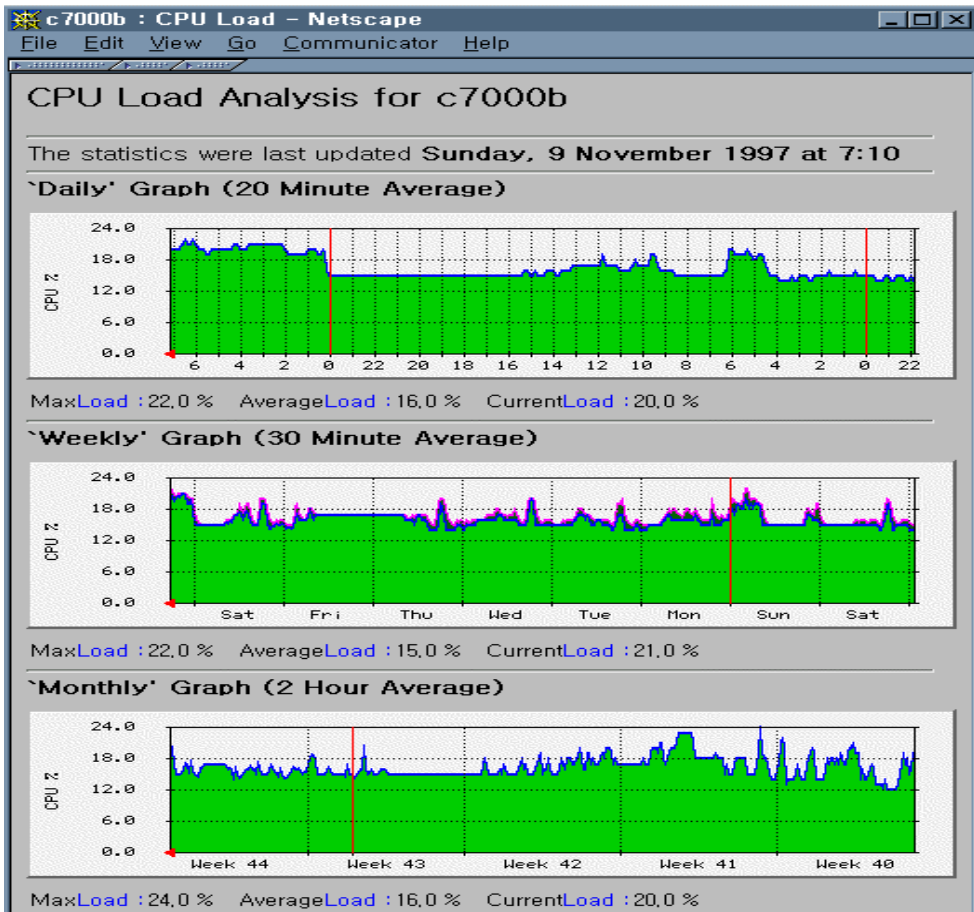 c7000b : CPU Load – Netscape
File Edit View Go Communicator Help
CPU Load Analysis for c7000b
The statistics were last updated Sunday, 9 November 1997 at 7:10
`Daily' Graph (20 Minute Average)
24.0
18.0
12.0
6.0
0.0
CPU %
6 4 2 0 22 20 18 16 14 12 10 8 6 4 2 0 22
MaxLoad :22,0 % AverageLoad :16,0 % CurrentLoad :20,0 %
`Weekly' Graph (30 Minute Average)
24.0
18.0
12.0
6.0
0.0
CPU %
Sat Fri Thu Wed Tue Mon Sun Sat
MaxLoad :22,0 % AverageLoad :15,0 % CurrentLoad :21,0 %
`Monthly' Graph (2 Hour Average)
24.0
18.0
12.0
6.0
0.0
CPU %
Week 44 Week 43 Week 42 Week 41 Week 40
MaxLoad :24,0 % AverageLoad :16,0 % CurrentLoad :20,0 %